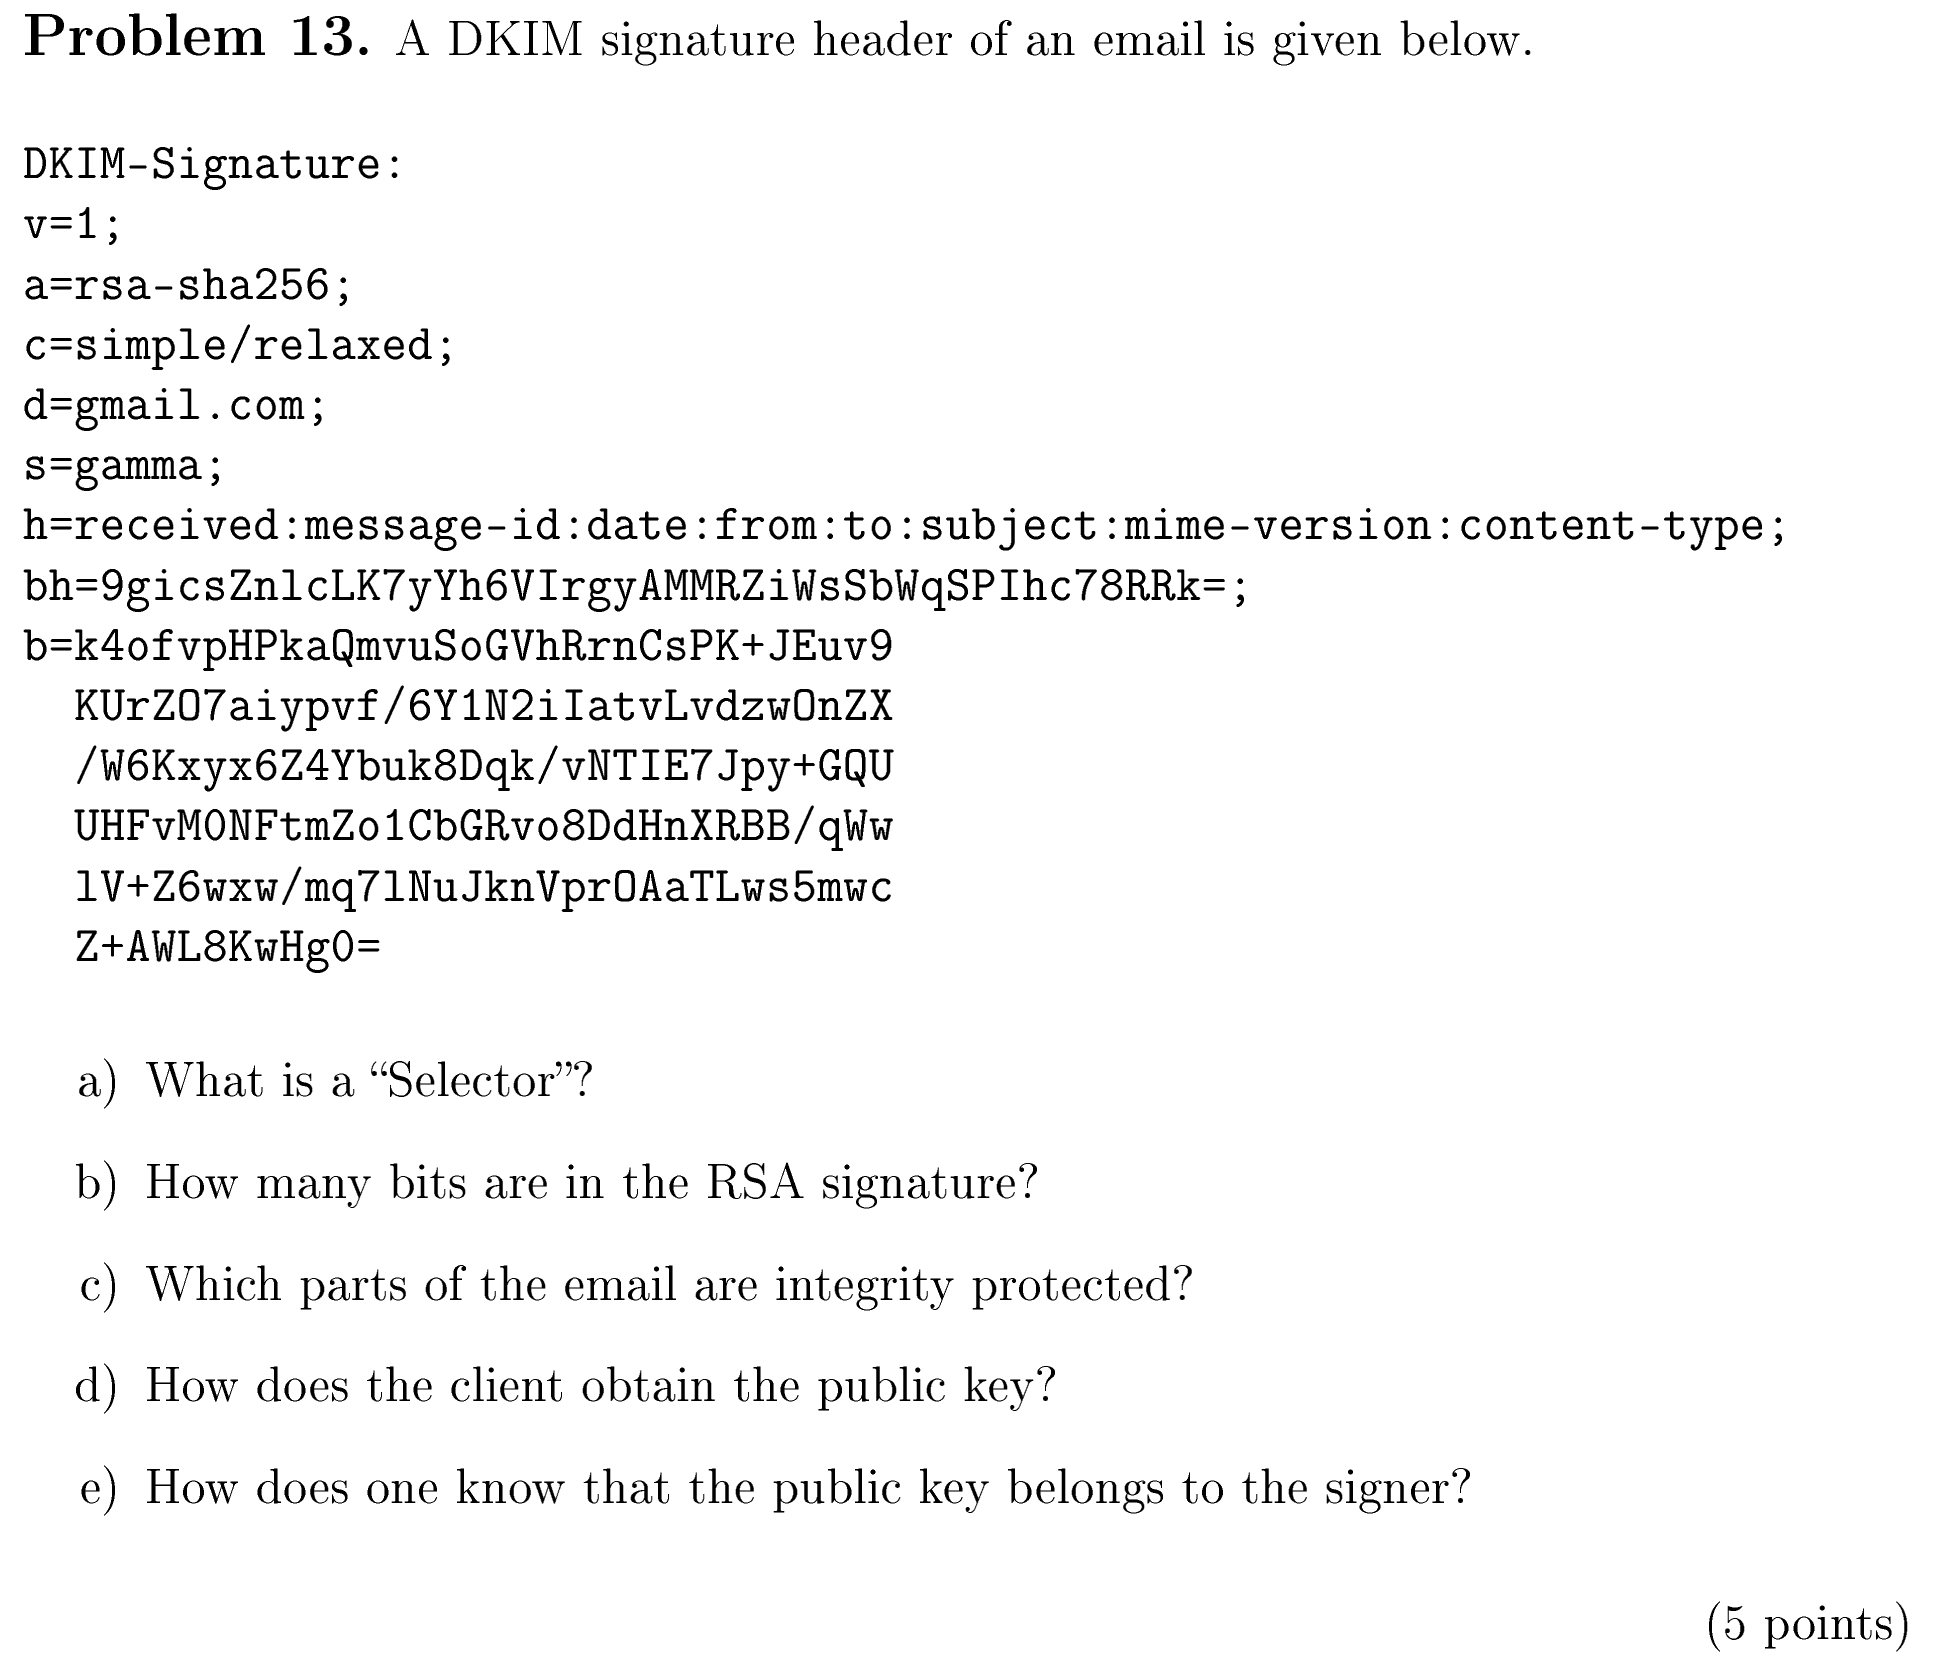 Problem 13. A DKIM signature header of an email is given below.
DKIM-Signature:
v=1;
a=rsa-sha256;
c=simple/relaxed;
d=gmail.com;
s=gamma;
h=received:message-id:date:from:to:subject:mime-version:content-type;
bh=9gicsZnlcLK7yYh6VIrgyAMMRZiWsSbWqSPIhc78RRk=;
b=k4ofvpHPkaQmvuSoGVhRrnCsPK+JEuv9
KUrZO7aiypvf/6Y1N2iIatvLvdzwOnZX
/W6Kxyx6Z4Ybuk8Dqk/vNTIE7Jpy+GQU
UHFvM0NFtmZo1CbGRvo8DdHnXRBB/qWw
lV+Z6wxw/mq7lNuJknVprOAaTLws5mwc
Z+AWL8KwHg0=
a) What is a “Selector”?
b) How many bits are in the RSA signature?
c) Which parts of the email are integrity protected?
d) How does the client obtain the public key?
e) How does one know that the public key belongs to the signer?
(5 points)